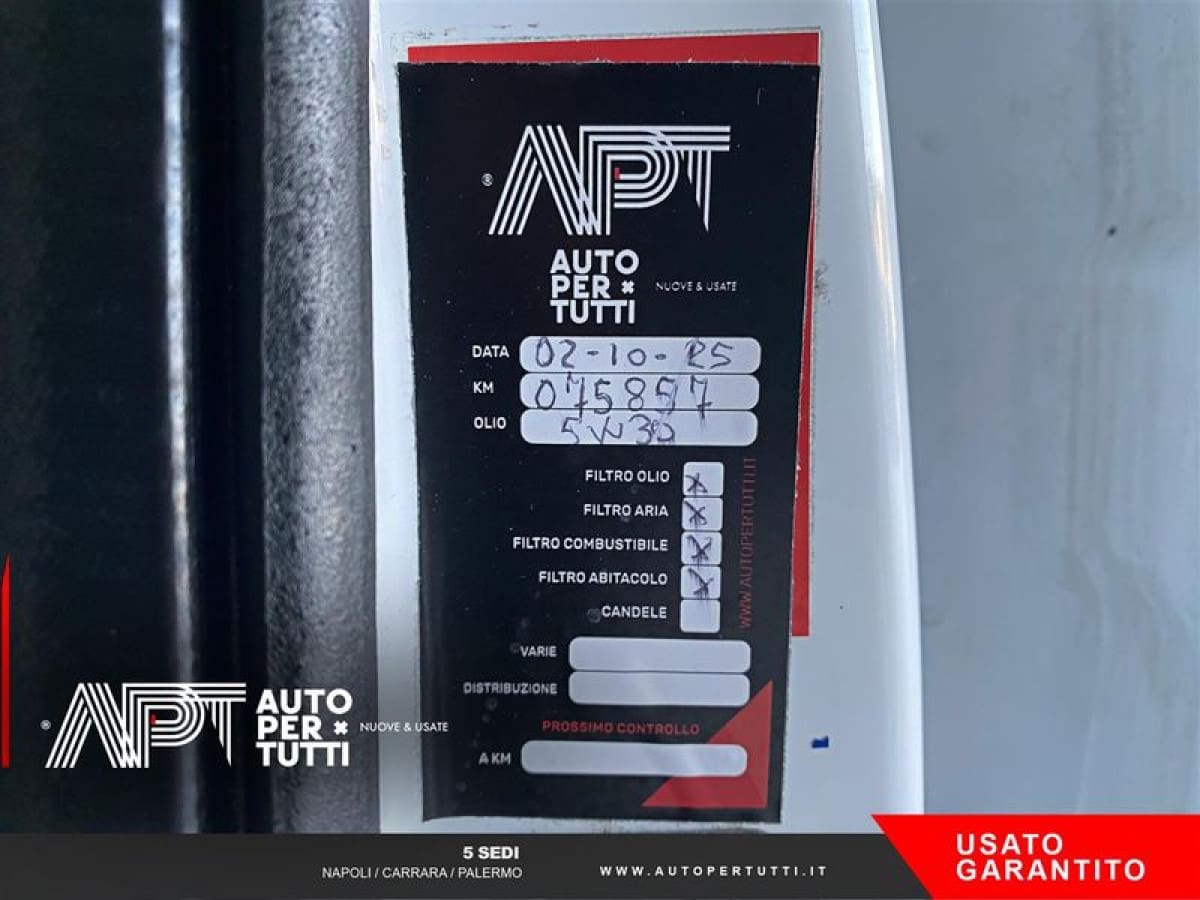 ® APT
AUTO
PER
TUTTI
NUOVE & USATE
DATA 02-10-25
KM 075857
OLIO 5W30
FILTRO OLIO X
FILTRO ARIA X
FILTRO COMBUSTIBILE X
FILTRO ABITACOLO X
CANDELE
WWW.AUTOPERTUTTI.IT
VARIE
DISTRIBUZIONE
PROSSIMO CONTROLLO
A KM
® APT
AUTO
PER
TUTTI
NUOVE & USATE
5 SEDI
NAPOLI / CARRARA / PALERMO
WWW.AUTOPERTUTTI.IT
USATO
GARANTITO